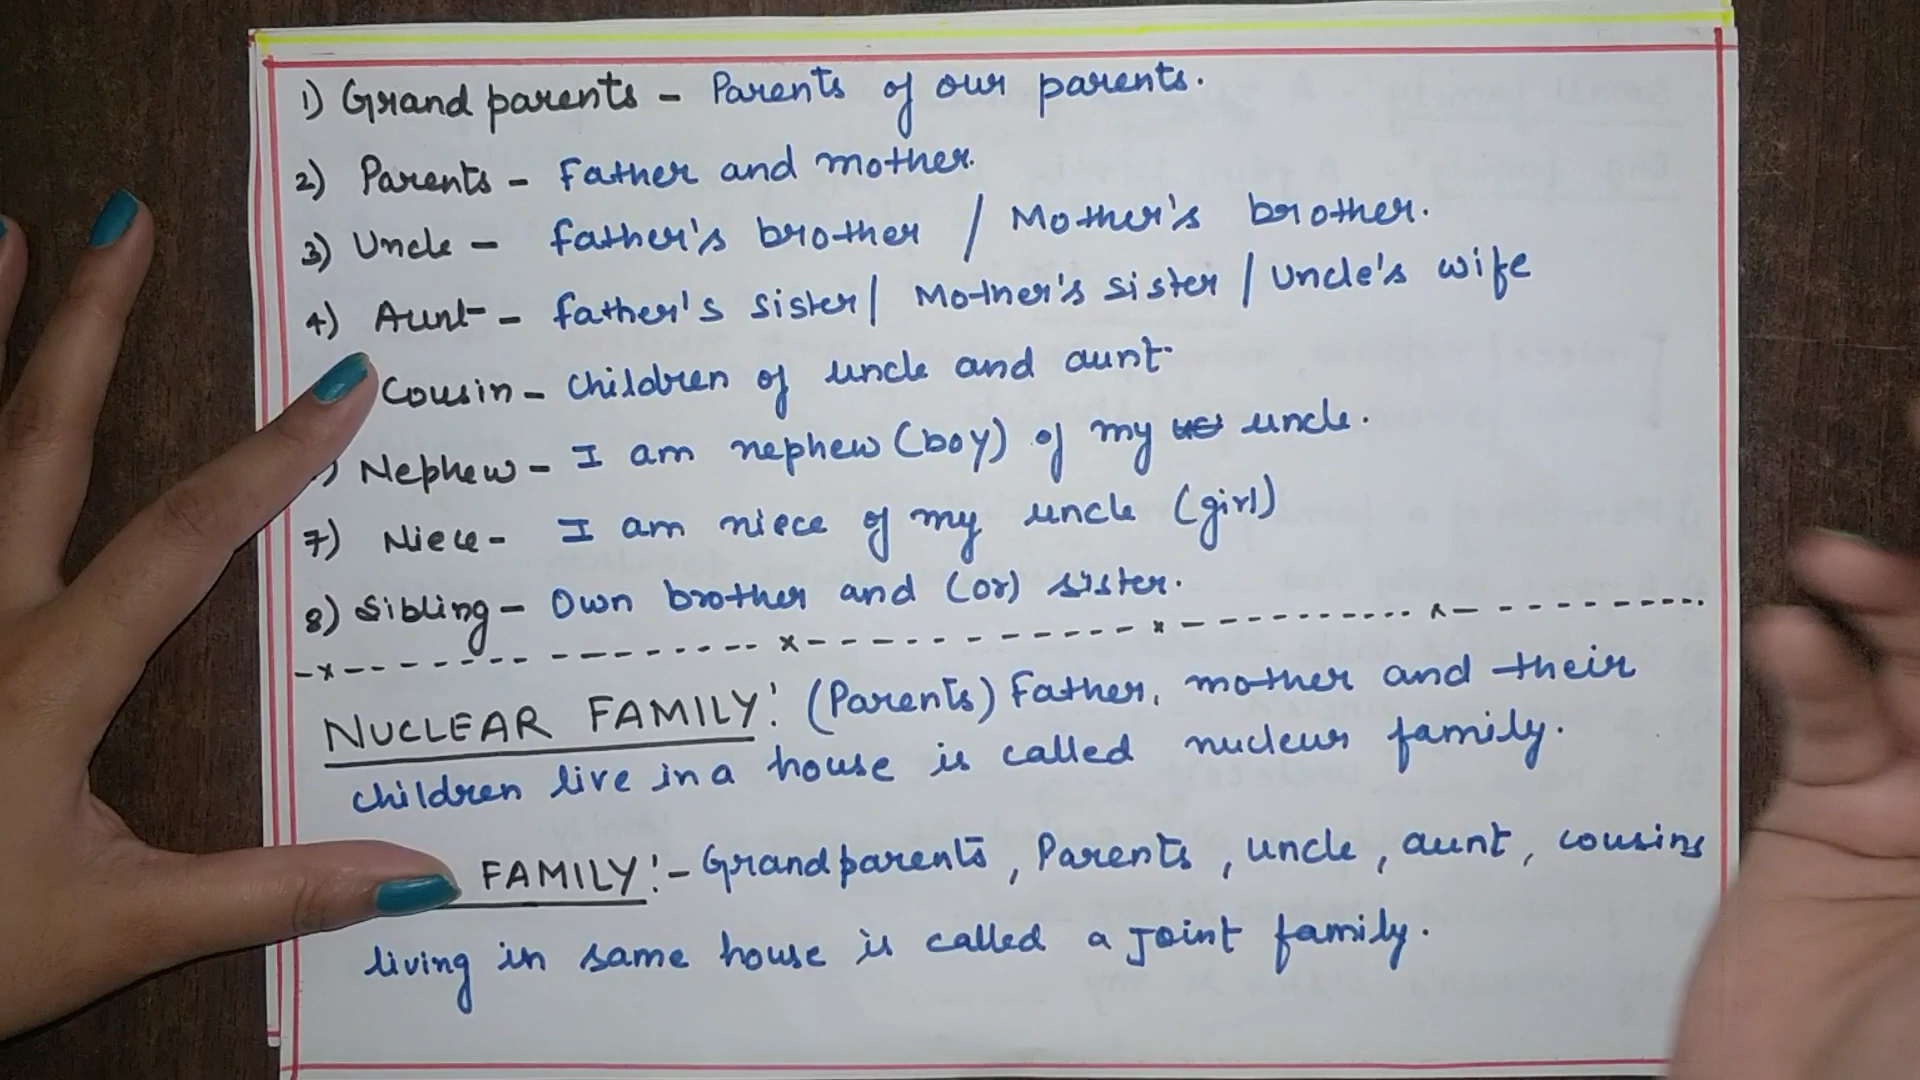 1) Grand parents - Parents of our parents.
2) Parents - Father and mother.
3) Uncle - father's brother / Mother's brother.
4) Aunt - father's sister / Mother's sister / Uncle's wife
Cousin - children of uncle and aunt.
) Nephew - I am nephew (boy) of my uncle.
7) Niece - I am niece of my uncle (girl)
8) Sibling - Own brother and (or) sister.
NUCLEAR FAMILY: (Parents) Father, mother and their
children live in a house is called nuclear family.
FAMILY:- Grandparents, Parents, uncle, aunt, cousins
living in same house is called a Joint family.